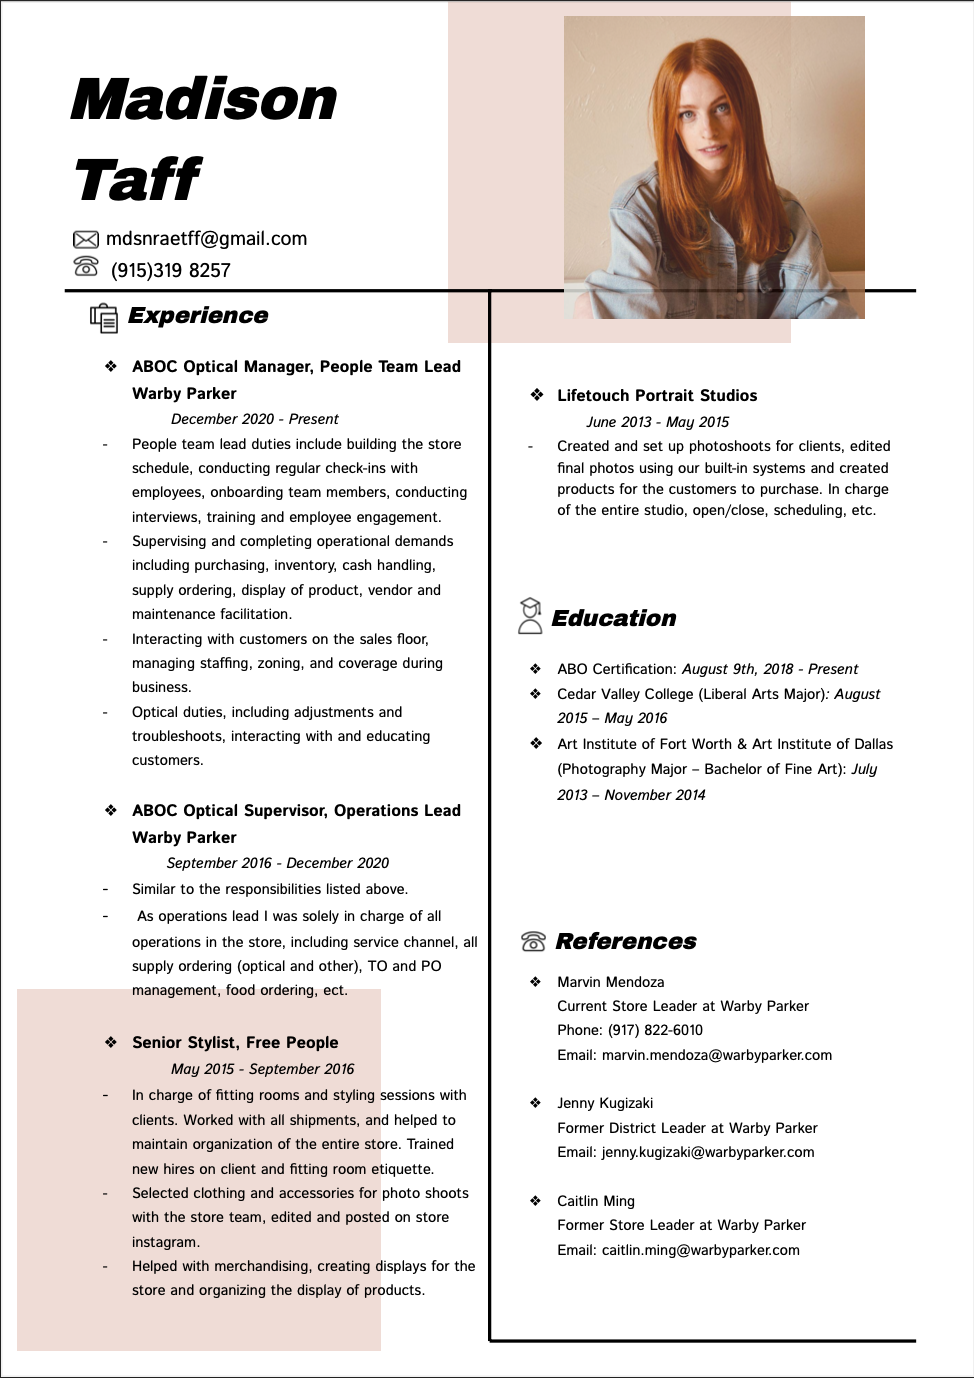 Madison
Taff
mdsnraetff@gmail.com
(915)319 8257
Experience
❖ ABOC Optical Manager, People Team Lead
Warby Parker
December 2020 - Present
- People team lead duties include building the store
schedule, conducting regular check-ins with
employees, onboarding team members, conducting
interviews, training and employee engagement.
- Supervising and completing operational demands
including purchasing, inventory, cash handling,
supply ordering, display of product, vendor and
maintenance facilitation.
- Interacting with customers on the sales floor,
managing staffing, zoning, and coverage during
business.
- Optical duties, including adjustments and
troubleshoots, interacting with and educating
customers.
❖ ABOC Optical Supervisor, Operations Lead
Warby Parker
September 2016 - December 2020
- Similar to the responsibilities listed above.
- As operations lead I was solely in charge of all
operations in the store, including service channel, all
supply ordering (optical and other), TO and PO
management, food ordering, ect.
❖ Senior Stylist, Free People
May 2015 - September 2016
- In charge of fitting rooms and styling sessions with
clients. Worked with all shipments, and helped to
maintain organization of the entire store. Trained
new hires on client and fitting room etiquette.
- Selected clothing and accessories for photo shoots
with the store team, edited and posted on store
instagram.
- Helped with merchandising, creating displays for the
store and organizing the display of products.
❖ Lifetouch Portrait Studios
June 2013 - May 2015
- Created and set up photoshoots for clients, edited
final photos using our built-in systems and created
products for the customers to purchase. In charge
of the entire studio, open/close, scheduling, etc.
Education
❖ ABO Certification: August 9th, 2018 - Present
❖ Cedar Valley College (Liberal Arts Major): August
2015 – May 2016
❖ Art Institute of Fort Worth & Art Institute of Dallas
(Photography Major – Bachelor of Fine Art): July
2013 – November 2014
References
❖ Marvin Mendoza
Current Store Leader at Warby Parker
Phone: (917) 822-6010
Email: marvin.mendoza@warbyparker.com
❖ Jenny Kugizaki
Former District Leader at Warby Parker
Email: jenny.kugizaki@warbyparker.com
❖ Caitlin Ming
Former Store Leader at Warby Parker
Email: caitlin.ming@warbyparker.com